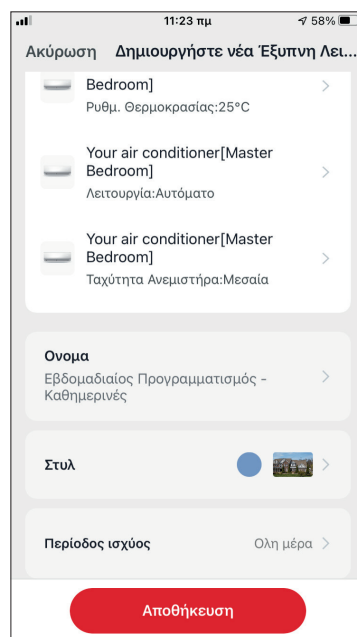 11:23 πμ
58%
Ακύρωση Δημιουργήστε νέα Έξυπνη Λει...
Bedroom]
Ρυθμ. Θερμοκρασίας:25°C
Your air conditioner[Master
Bedroom]
Λειτουργία:Αυτόματο
Your air conditioner[Master
Bedroom]
Ταχύτητα Ανεμιστήρα:Μεσαία
Ονομα
Εβδομαδιαίος Προγραμματισμός -
Καθημερινές
Στυλ
Περίοδος ισχύος Ολη μέρα
Αποθήκευση